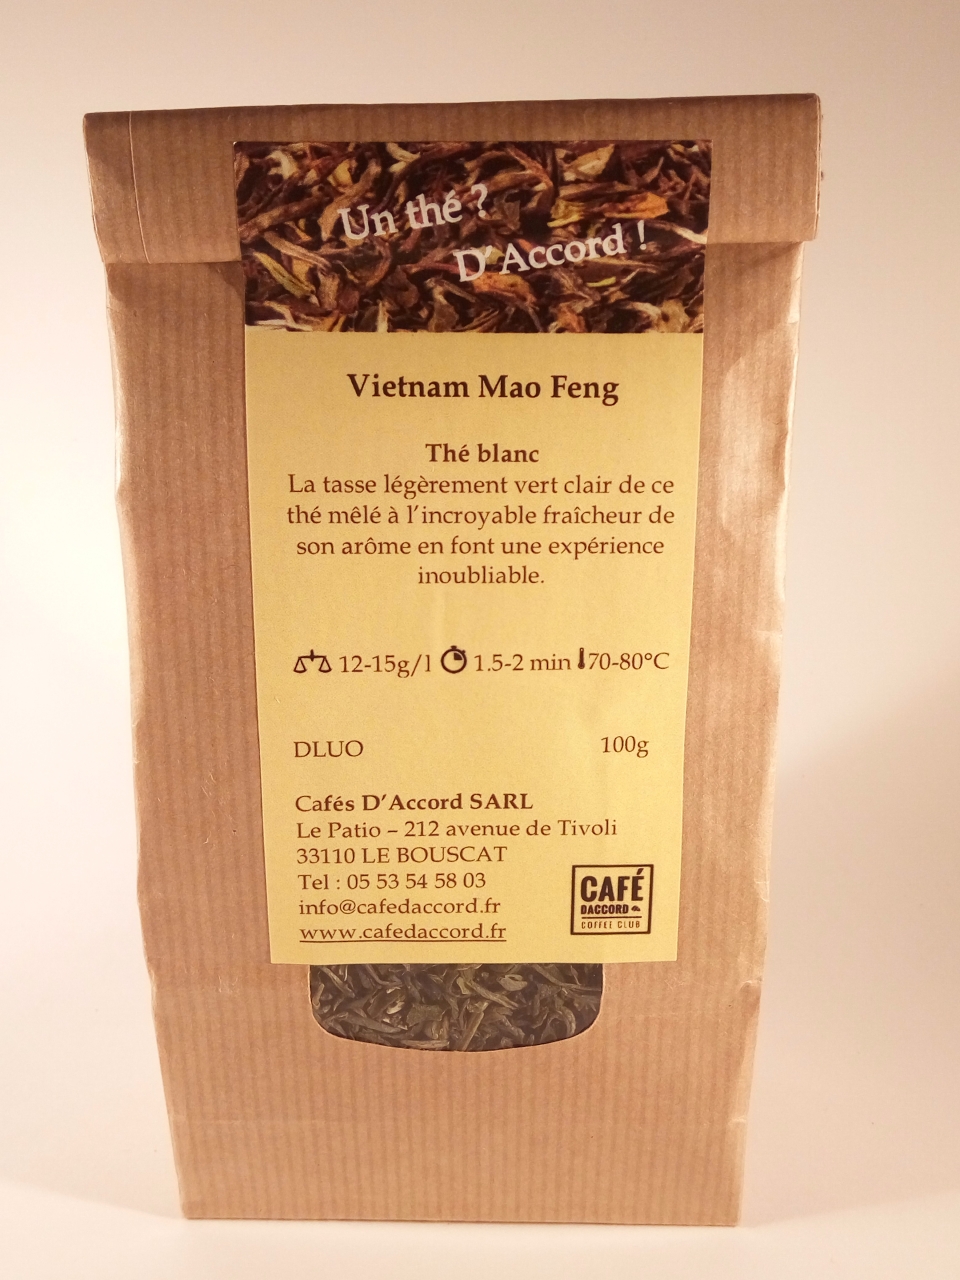 Un thé ?
D'Accord !
Vietnam Mao Feng
Thé blanc
La tasse légèrement vert clair de ce
thé mêlé à l'incroyable fraîcheur de
son arôme en font une expérience
inoubliable.
12-15g/l 1.5-2 min 70-80°C
DLUO 100g
Cafés D'Accord SARL
Le Patio – 212 avenue de Tivoli
33110 LE BOUSCAT
Tel : 05 53 54 58 03
info@cafedaccord.fr
www.cafedaccord.fr
CAFÉ
DACCORD
COFFEE CLUB